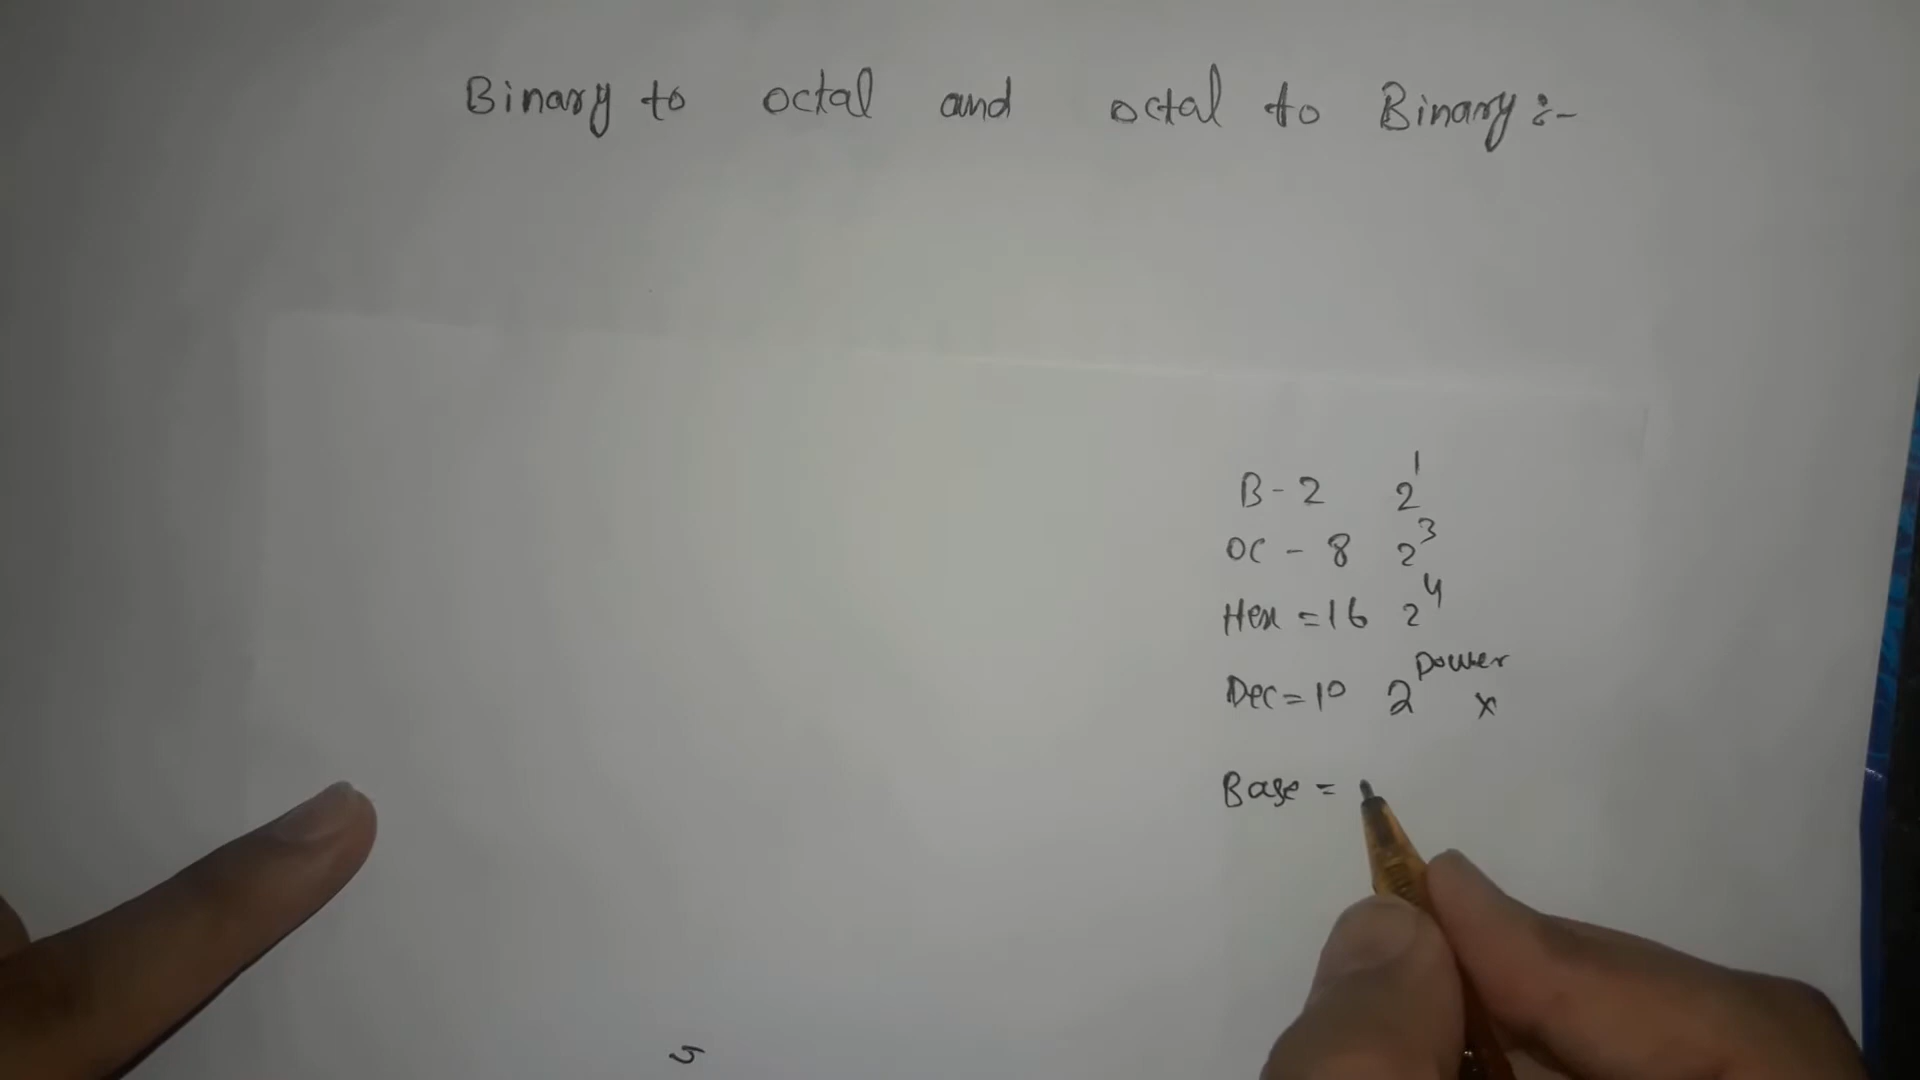 Binary to octal and octal to Binary :-
B - 2 2^1
OC - 8 2^3
Hex = 16 2^4
Dec = 10 2^power x
Base =
5